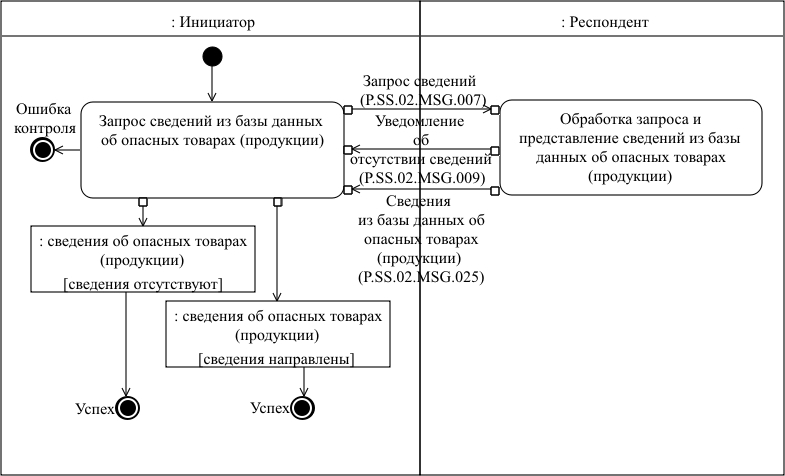 : Инициатор
: Респондент
Ошибка
контроля
Запрос сведений из базы данных
об опасных товарах (продукции)
Запрос сведений
(P.SS.02.MSG.007)
Уведомление
об
отсутствии сведений
(P.SS.02.MSG.009)
Сведения
из базы данных об
опасных товарах
(продукции)
(P.SS.02.MSG.025)
Обработка запроса и
представление сведений из базы
данных об опасных товарах
(продукции)
: сведения об опасных товарах
(продукции)
[сведения отсутствуют]
: сведения об опасных товарах
(продукции)
[сведения направлены]
Успех
Успех